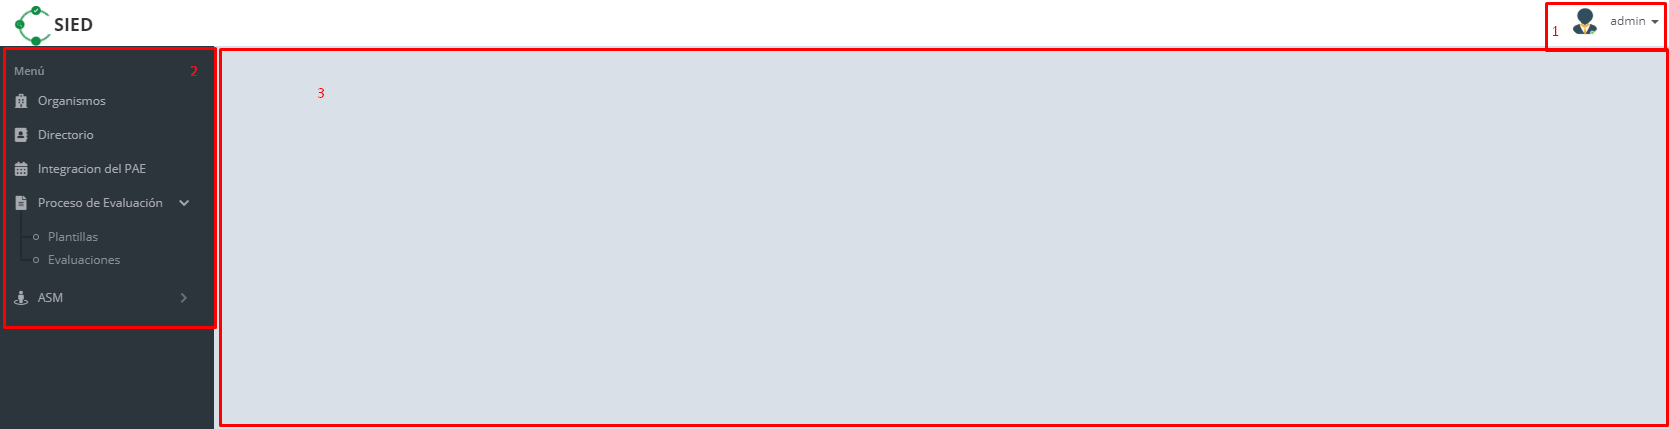 SIED
1
admin
Menú
2
Organismos
Directorio
Integracion del PAE
Proceso de Evaluación
Plantillas
Evaluaciones
ASM
3